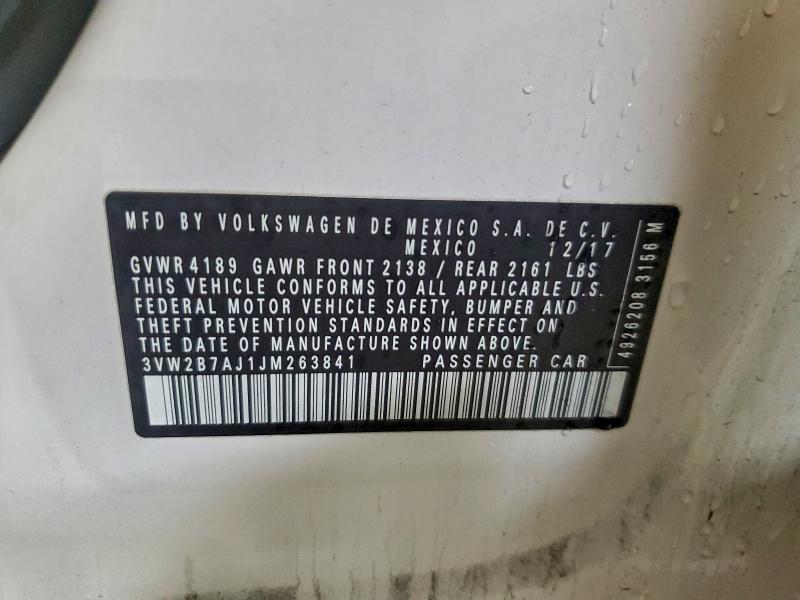 MFD BY VOLKSWAGEN DE MEXICO S.A. DE C.V.
MEXICO 12/17
GVWR 4189 GAWR FRONT 2138 / REAR 2161 LBS
THIS VEHICLE CONFORMS TO ALL APPLICABLE U.S.
FEDERAL MOTOR VEHICLE SAFETY, BUMPER AND
THEFT PREVENTION STANDARDS IN EFFECT ON
THE DATE OF MANUFACTURE SHOWN ABOVE.
3VW2B7AJ1JM263841 PASSENGER CAR
4926208 3156 M